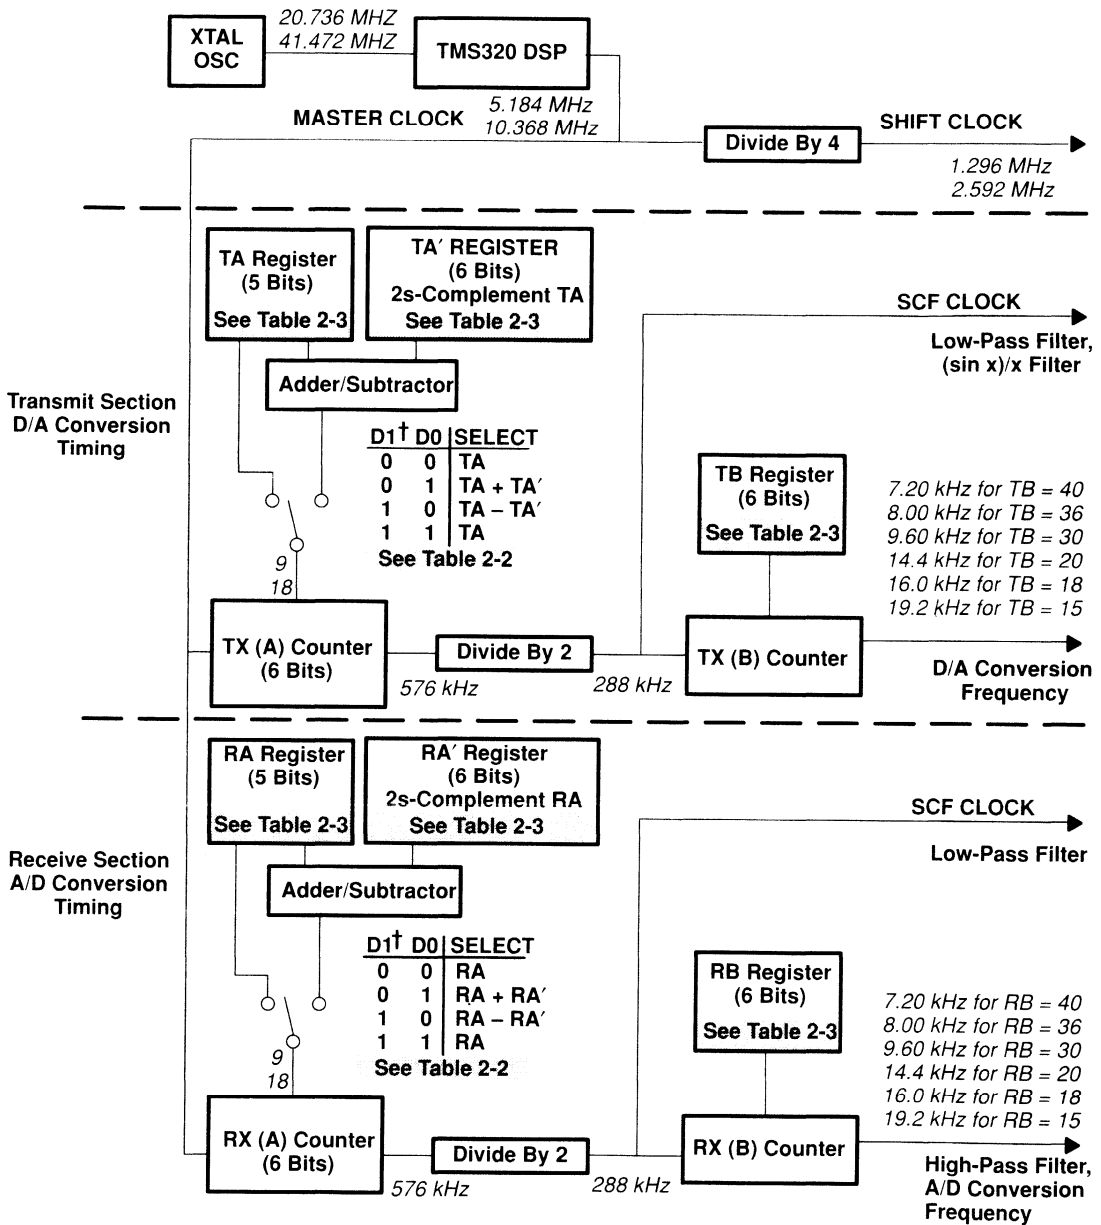 XTAL
OSC
20.736 MHZ
41.472 MHZ
TMS320 DSP
5.184 MHz
10.368 MHz
MASTER CLOCK
Divide By 4
SHIFT CLOCK
1.296 MHz
2.592 MHz
Transmit Section
D/A Conversion
Timing
TA Register
(5 Bits)
See Table 2-3
TA′ REGISTER
(6 Bits)
2s-Complement TA
See Table 2-3
Adder/Subtractor
D1† D0 SELECT
0 0 TA
0 1 TA + TA′
1 0 TA – TA′
1 1 TA
See Table 2-2
9
18
TX (A) Counter
(6 Bits)
576 kHz
Divide By 2
288 kHz
SCF CLOCK
Low-Pass Filter,
(sin x)/x Filter
TB Register
(6 Bits)
See Table 2-3
TX (B) Counter
7.20 kHz for TB = 40
8.00 kHz for TB = 36
9.60 kHz for TB = 30
14.4 kHz for TB = 20
16.0 kHz for TB = 18
19.2 kHz for TB = 15
D/A Conversion
Frequency
Receive Section
A/D Conversion
Timing
RA Register
(5 Bits)
See Table 2-3
RA′ Register
(6 Bits)
2s-Complement RA
See Table 2-3
Adder/Subtractor
D1† D0 SELECT
0 0 RA
0 1 RA + RA′
1 0 RA – RA′
1 1 RA
See Table 2-2
9
18
RX (A) Counter
(6 Bits)
576 kHz
Divide By 2
288 kHz
SCF CLOCK
Low-Pass Filter
RB Register
(6 Bits)
See Table 2-3
RX (B) Counter
7.20 kHz for RB = 40
8.00 kHz for RB = 36
9.60 kHz for RB = 30
14.4 kHz for RB = 20
16.0 kHz for RB = 18
19.2 kHz for RB = 15
High-Pass Filter,
A/D Conversion
Frequency